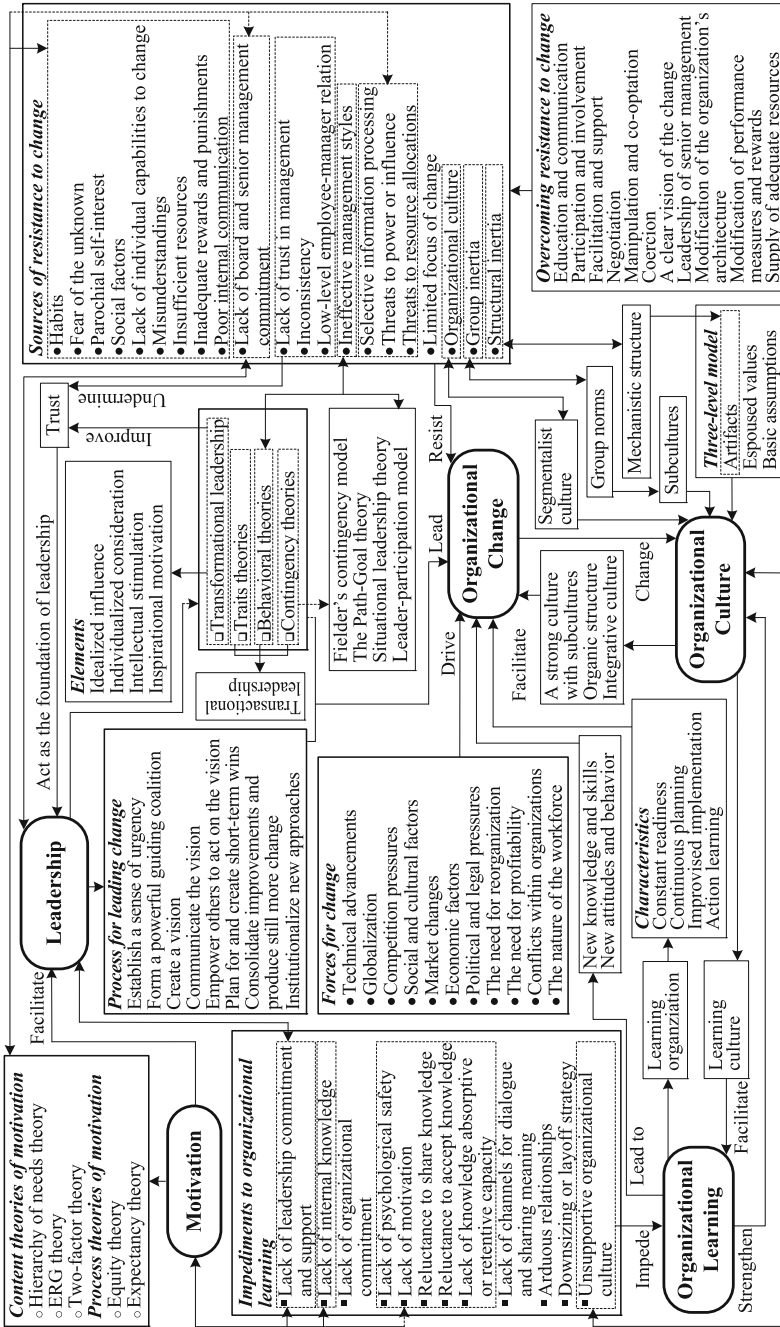 Content theories of motivation
Hierarchy of needs theory
ERG theory
Two-factor theory
Process theories of motivation
Equity theory
Expectancy theory
Motivation
Facilitate
Leadership
Act as the foundation of leadership
Trust
Improve
Undermine
Elements
Idealized influence
Individualized consideration
Intellectual stimulation
Inspirational motivation
Transformational leadership
Traits theories
Behavioral theories
Contingency theories
Transactional
leadership
Fielder's contingency model
The Path-Goal theory
Situational leadership theory
Leader-participation model
Process for leading change
Establish a sense of urgency
Form a powerful guiding coalition
Create a vision
Communicate the vision
Empower others to act on the vision
Plan for and create short-term wins
Consolidate improvements and
produce still more change
Institutionalize new approaches
Sources of resistance to change
Habits
Fear of the unknown
Parochial self-interest
Social factors
Lack of individual capabilities to change
Misunderstandings
Insufficient resources
Inadequate rewards and punishments
Poor internal communication
Lack of board and senior management
commitment
Lack of trust in management
Inconsistency
Low-level employee-manager relation
Ineffective management styles
Selective information processing
Threats to power or influence
Threats to resource allocations
Limited focus of change
Organizational culture
Group inertia
Structural inertia
Impediments to organizational
learning
Lack of leadership commitment
and support
Lack of internal knowledge
Lack of organizational
commitment
Lack of psychological safety
Lack of motivation
Reluctance to share knowledge
Reluctance to accept knowledge
Lack of knowledge absorptive
or retentive capacity
Lack of channels for dialogue
and sharing meaning
Arduous relationships
Downsizing or layoff strategy
Unsupportive organizational
culture
Forces for change
Technical advancements
Globalization
Competition pressures
Social and cultural factors
Market changes
Economic factors
Political and legal pressures
The need for reorganization
The need for profitability
Conflicts within organizations
The nature of the workforce
Drive
Lead
Resist
Organizational
Change
Impede
Lead to
New knowledge and skills
New attitudes and behavior
Facilitate
A strong culture
with subcultures
Organic structure
Integrative culture
Change
Segmentalist
culture
Group norms
Subcultures
Mechanistic structure
Three-level model
Artifacts
Espoused values
Basic assumptions
Overcoming resistance to change
Education and communication
Participation and involvement
Facilitation and support
Negotiation
Manipulation and co-optation
Coercion
A clear vision of the change
Leadership of senior management
Modification of the organization's
architecture
Modification of performance
measures and rewards
Supply of adequate resources
Organizational
Learning
Learning
organziation
Characteristics
Constant readiness
Continuous planning
Improvised implementation
Action learning
Learning
culture
Facilitate
Strengthen
Organizational
Culture